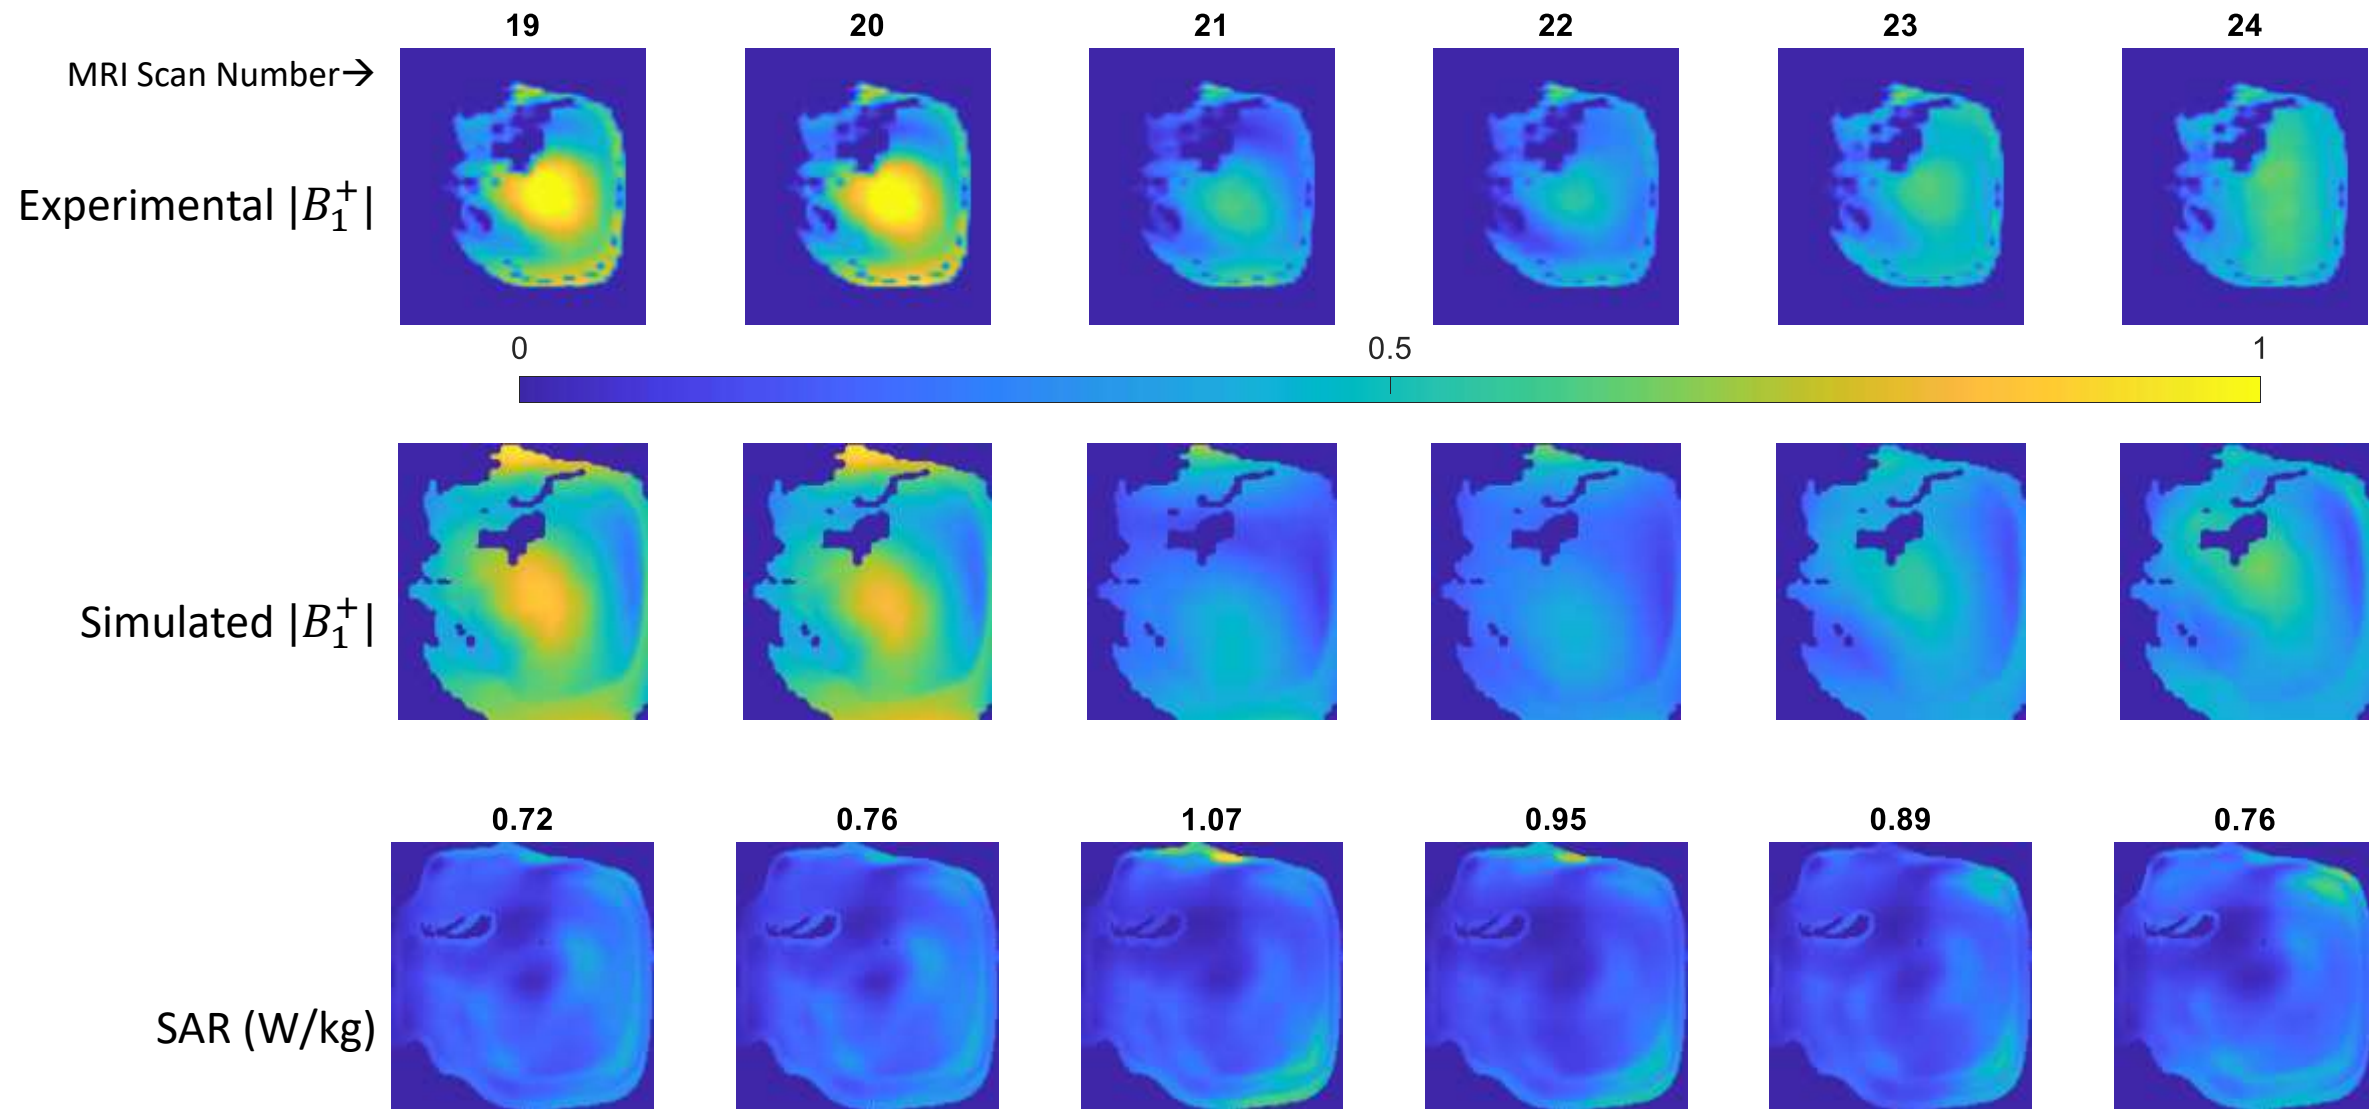 19 20 21 22 23 24
MRI Scan Number→
Experimental |B₁⁺|
0 0.5 1
Simulated |B₁⁺|
0.72 0.76 1.07 0.95 0.89 0.76
SAR (W/kg)